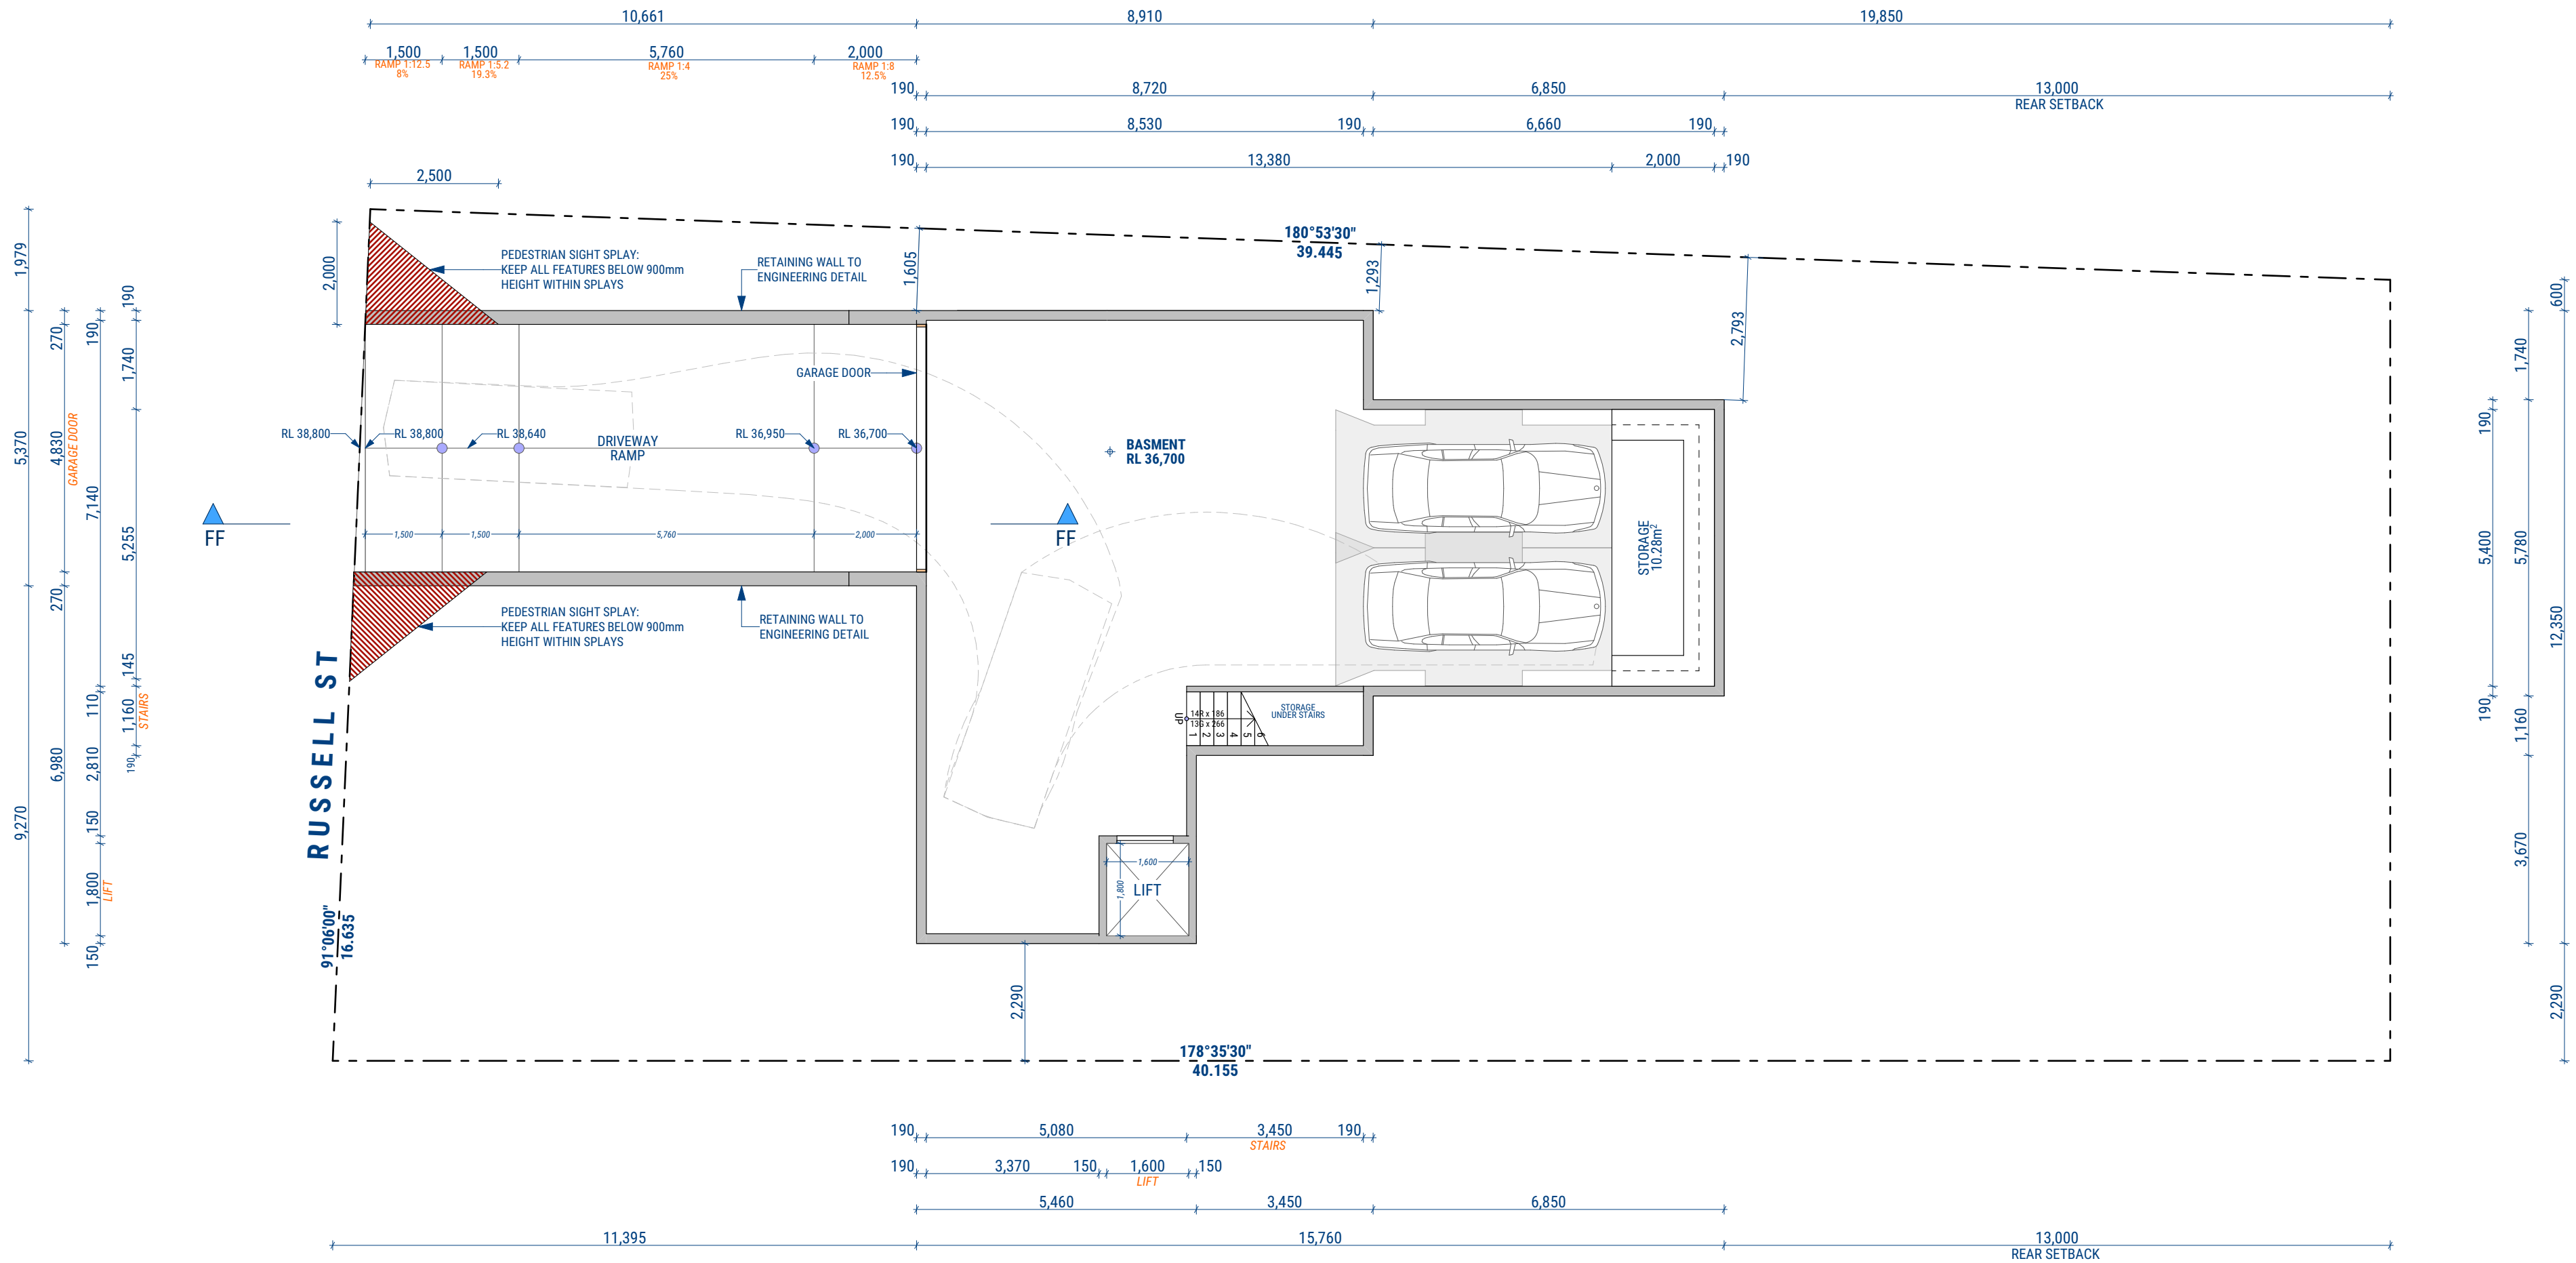 10,661
8,910
19,850
1,500
1,500
5,760
2,000
RAMP 1:12.5
8%
RAMP 1:5.2
19.3%
RAMP 1:4
25%
RAMP 1:8
12.5%
190
8,720
6,850
13,000
REAR SETBACK
190
8,530
190
6,660
190
190
13,380
2,000
190
2,500
1,979
5,370
9,270
270
4,830
GARAGE DOOR
270
6,980
190
7,140
110
2,810
150
1,800
LIFT
150
190
1,740
5,255
145
1,160
STAIRS
190
2,000
PEDESTRIAN SIGHT SPLAY:
KEEP ALL FEATURES BELOW 900mm
HEIGHT WITHIN SPLAYS
RETAINING WALL TO
ENGINEERING DETAIL
1,605
180°53'30"
39.445
1,293
2,793
GARAGE DOOR
RL 38,800
RL 38,800
RL 38,640
DRIVEWAY
RAMP
RL 36,950
RL 36,700
BASMENT
RL 36,700
FF
FF
1,500
1,500
5,760
2,000
STORAGE
10.28m²
PEDESTRIAN SIGHT SPLAY:
KEEP ALL FEATURES BELOW 900mm
HEIGHT WITHIN SPLAYS
RETAINING WALL TO
ENGINEERING DETAIL
RUSSELL ST
91°06'00"
16.635
UP
14R x 186
13G x 266
1
2
3
4
5
6
STORAGE
UNDER STAIRS
1,600
1,800
LIFT
2,290
178°35'30"
40.155
190
5,400
190
1,740
5,780
1,160
3,670
600
12,350
2,290
190
5,080
3,450
190
STAIRS
190
3,370
150
1,600
150
LIFT
5,460
3,450
6,850
11,395
15,760
13,000
REAR SETBACK